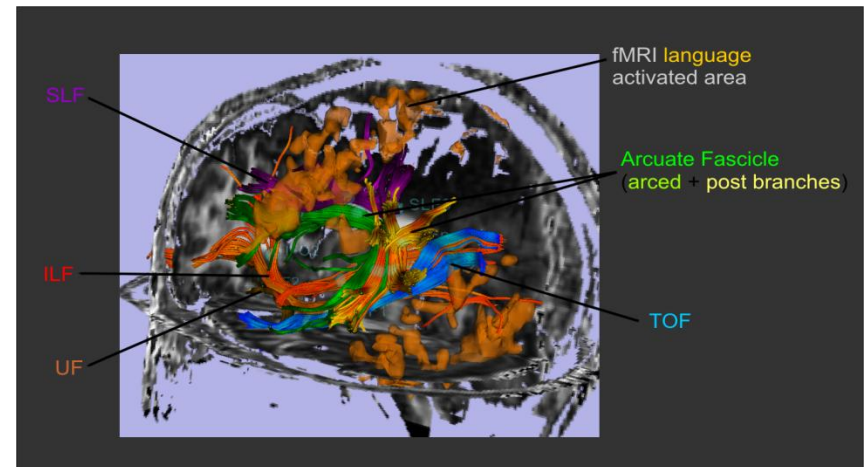 fMRI language
activated area
SLF
Arcuate Fascicle
(arced + post branches)
ILF
TOF
UF